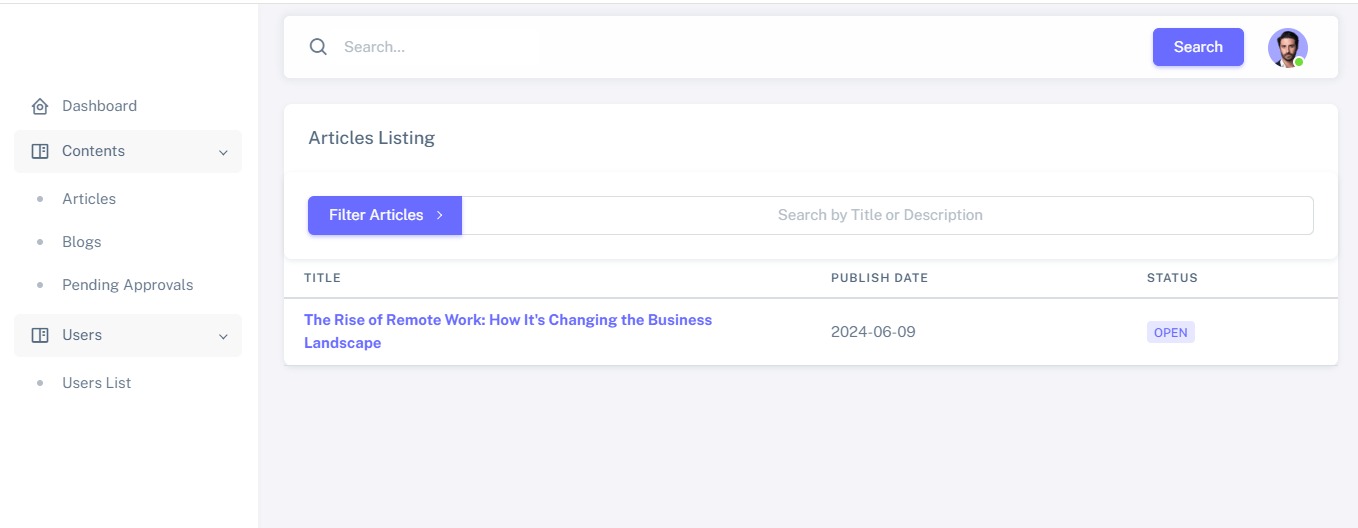 Search...
Search
Dashboard
Contents
Articles
Blogs
Pending Approvals
Users
Users List
Articles Listing
Filter Articles
Search by Title or Description
TITLE PUBLISH DATE STATUS
The Rise of Remote Work: How It's Changing the Business
Landscape
2024-06-09
OPEN